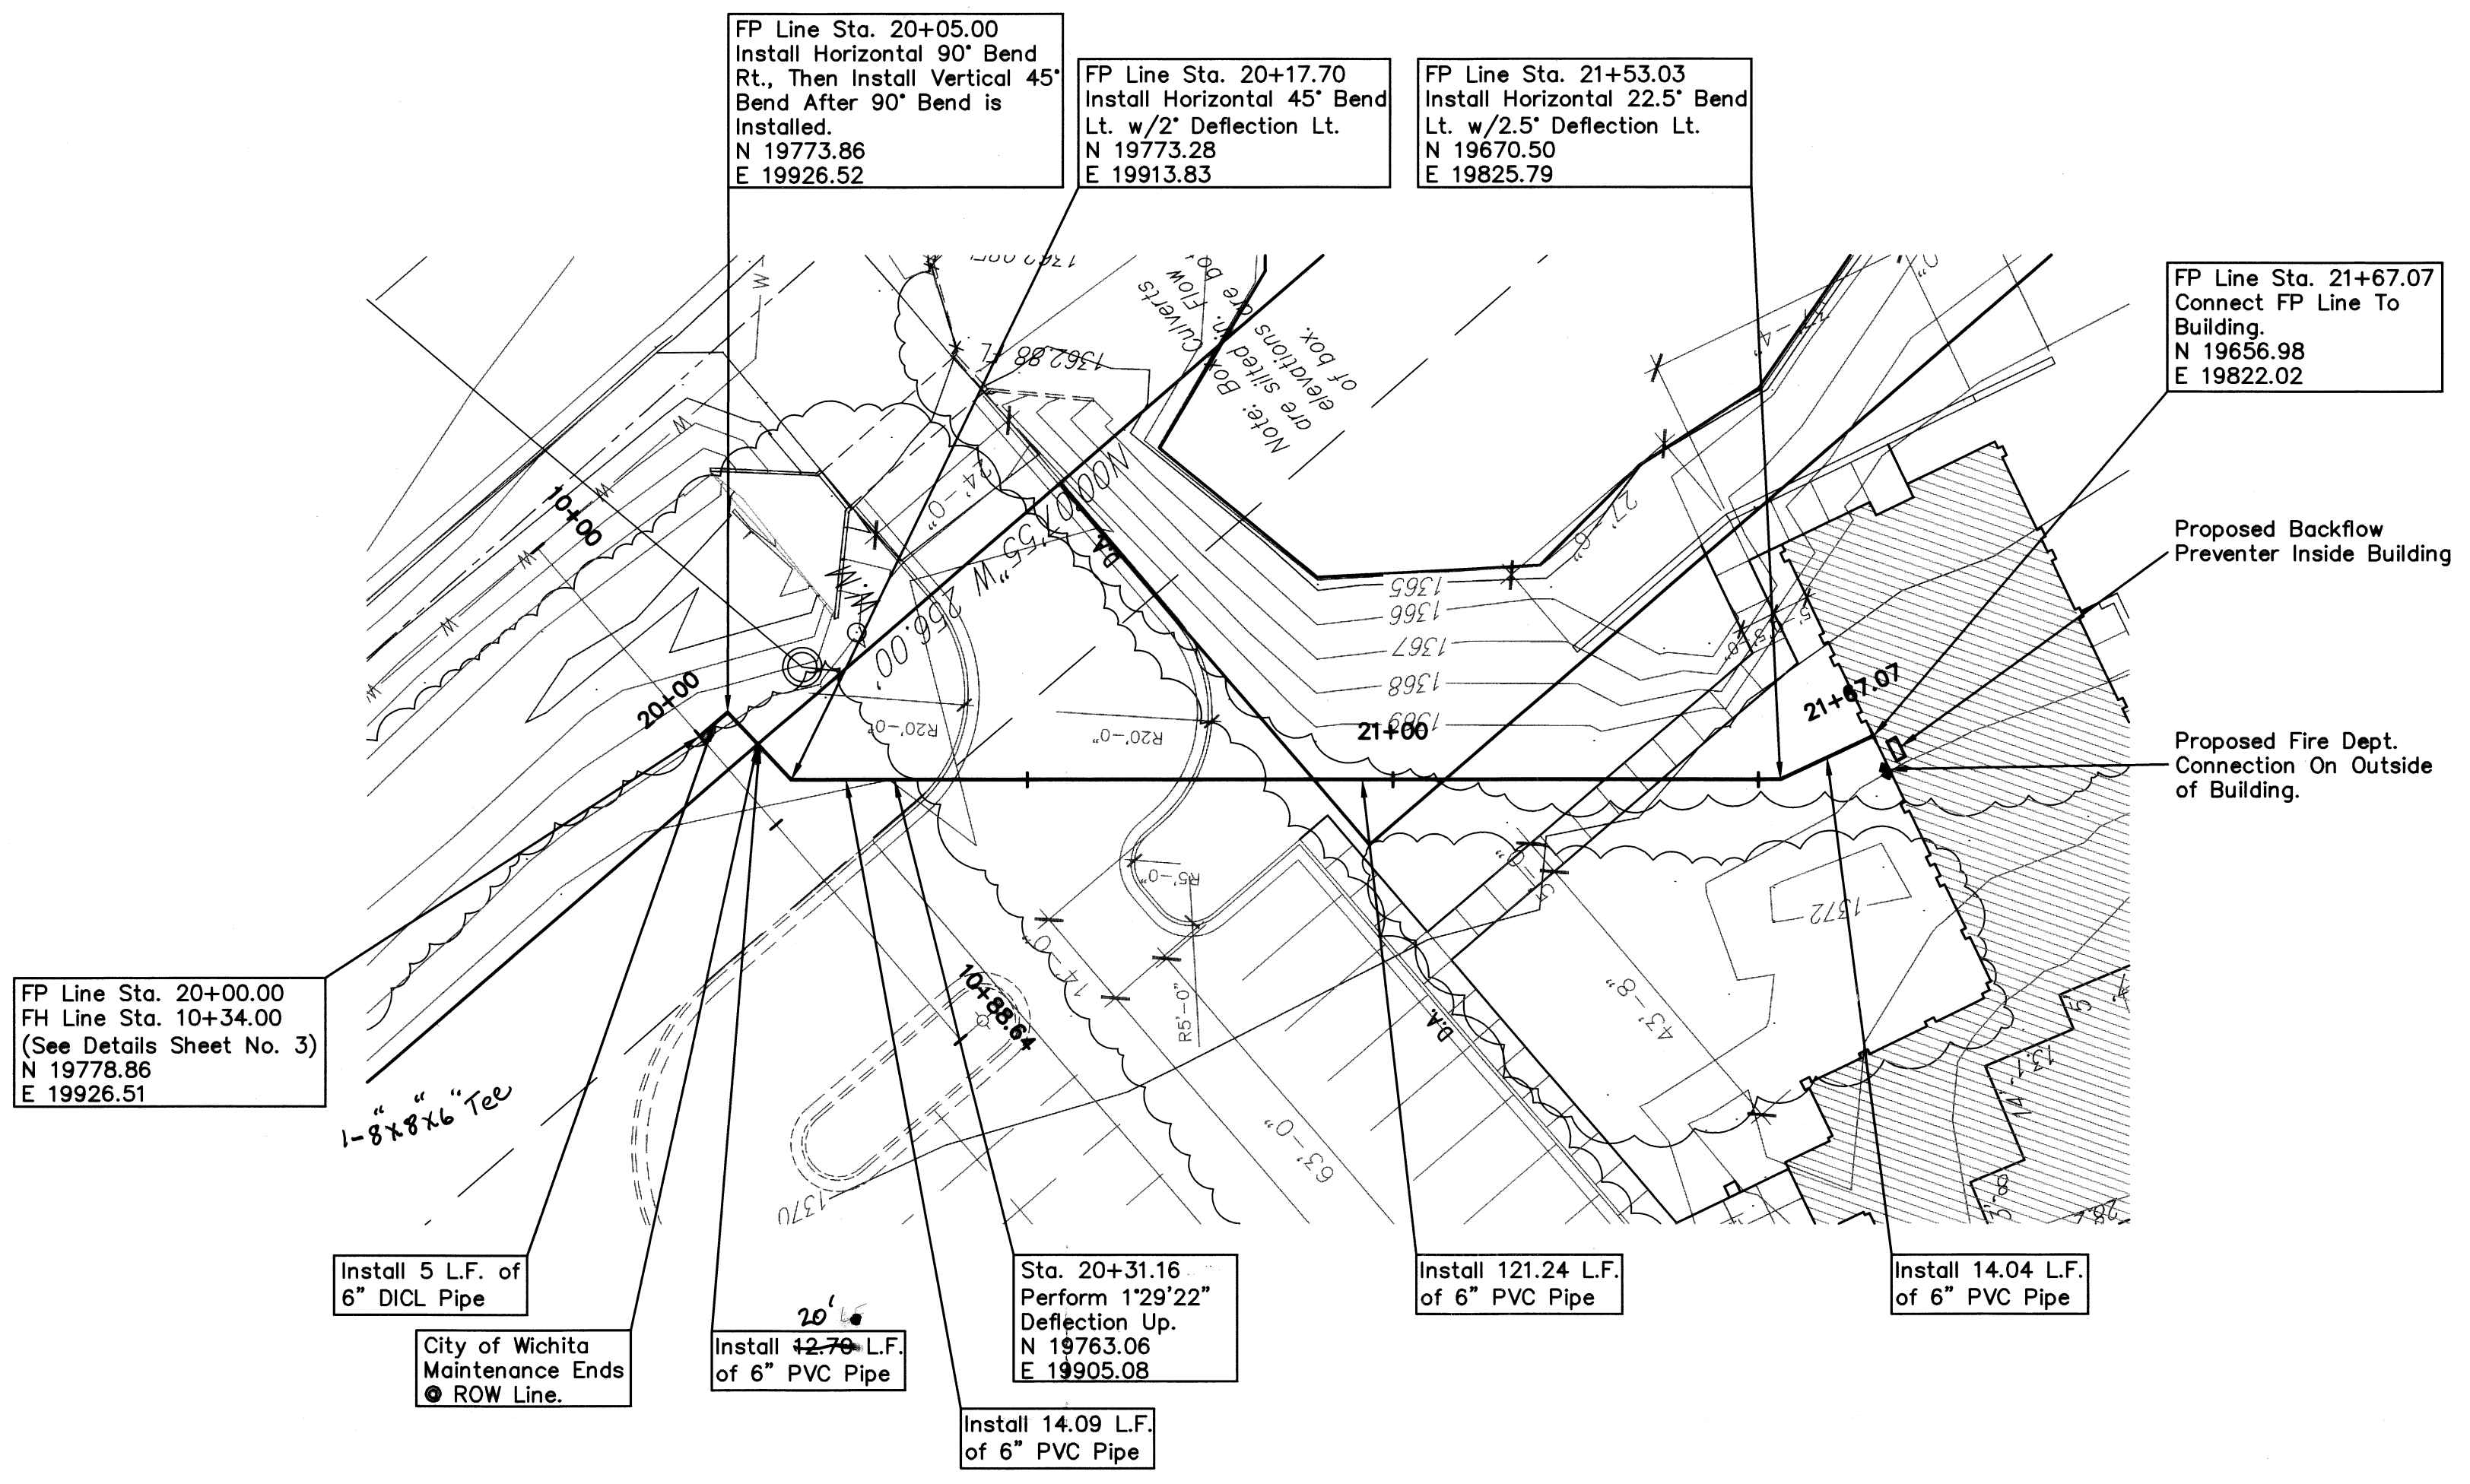 FP Line Sta. 20+05.00
Install Horizontal 90° Bend
Rt., Then Install Vertical 45°
Bend After 90° Bend is
Installed.
N 19773.86
E 19926.52
FP Line Sta. 20+17.70
Install Horizontal 45° Bend
Lt. w/2° Deflection Lt.
N 19773.28
E 19913.83
FP Line Sta. 21+53.03
Install Horizontal 22.5° Bend
Lt. w/2.5° Deflection Lt.
N 19670.50
E 19825.79
FP Line Sta. 21+67.07
Connect FP Line To
Building.
N 19656.98
E 19822.02
Proposed Backflow
Preventer Inside Building
Proposed Fire Dept.
Connection On Outside
of Building.
Note: Box Culverts
are silted in. Flow
elevations are
of box.
FL 1362.88
W
W
W
W
W
W
10+00
20+00
24'-0"
256.00'
D.A.
27'-6"
1365
1366
1367
1368
1369
21+00
21+67.07
R20'-0"
R20'-0"
R5'-0"
R5'-0"
14'-0"
10+88.64
D.A.
43'-8"
1372
63'-0"
1370
13.1'
14'
FP Line Sta. 20+00.00
FH Line Sta. 10+34.00
(See Details Sheet No. 3)
N 19778.86
E 19926.51
1-8"x8"x6" Tee
Install 5 L.F. of
6" DICL Pipe
City of Wichita
Maintenance Ends
@ ROW Line.
20'
Install 12.70 L.F.
of 6" PVC Pipe
Sta. 20+31.16
Perform 1°29'22"
Deflection Up.
N 19763.06
E 19905.08
Install 14.09 L.F.
of 6" PVC Pipe
Install 121.24 L.F.
of 6" PVC Pipe
Install 14.04 L.F.
of 6" PVC Pipe